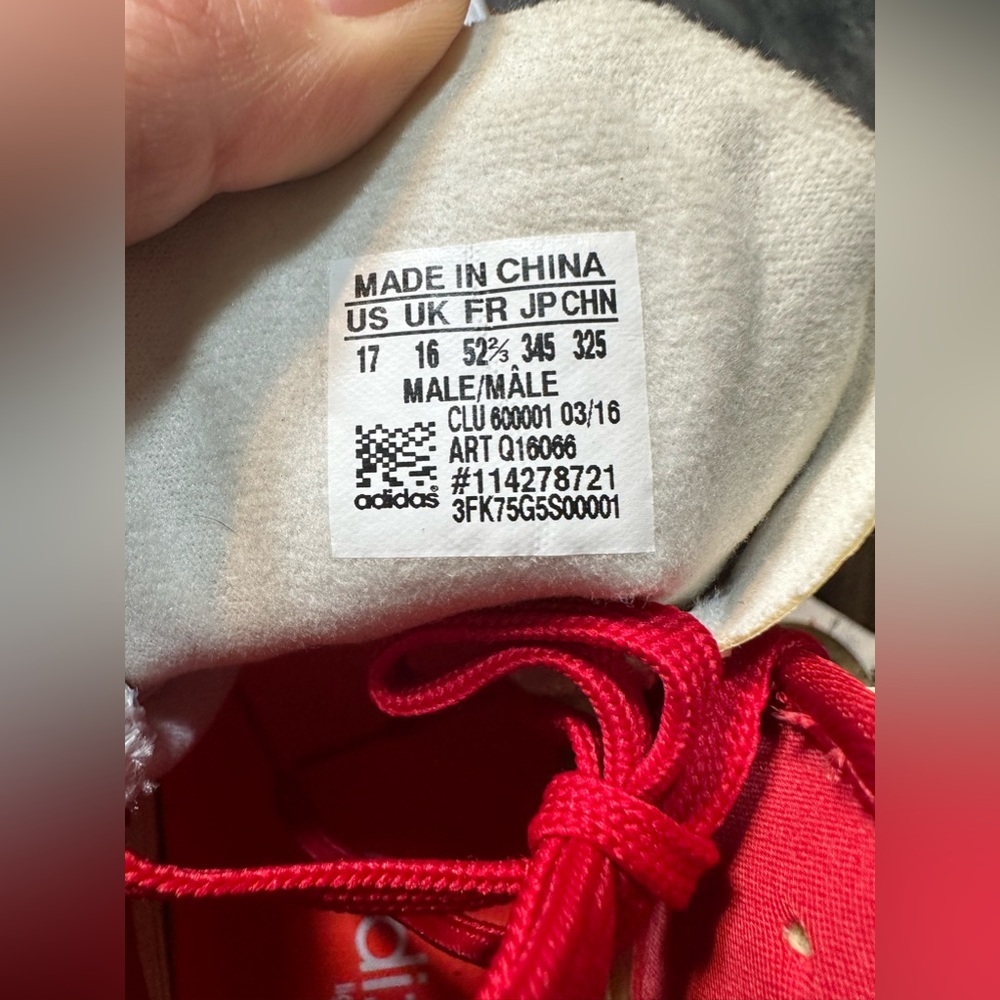 MADE IN CHINA
US UK FR JP CHN
17 16 52⅔ 345 325
MALE/MÂLE
CLU 600001 03/16
ART Q16066
#114278721
adidas®
3FK75G5S00001
di